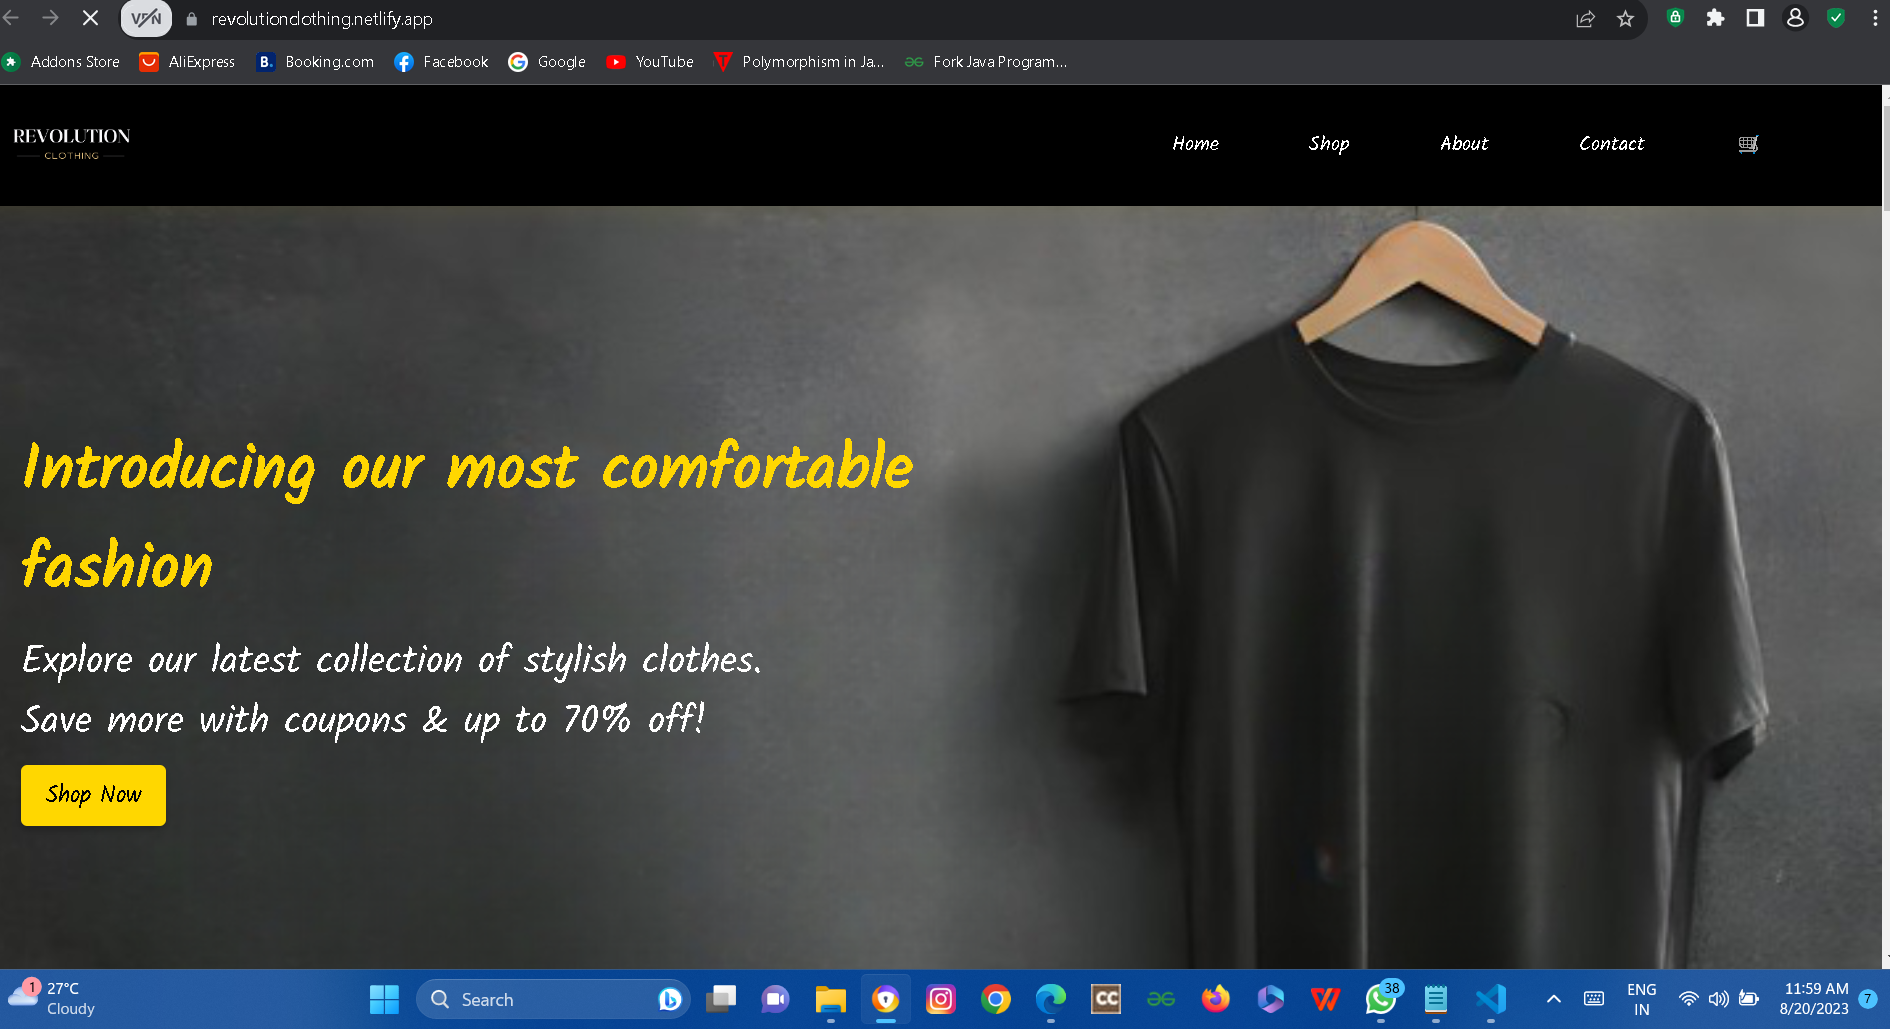 VPN
revolutionclothing.netlify.app
Addons Store
AliExpress
B.
Booking.com
Facebook
Google
YouTube
Polymorphism in Ja...
Fork Java Program...
REVOLUTION
CLOTHING
Home
Shop
About
Contact
Introducing our most comfortable
fashion
Explore our latest collection of stylish clothes.
Save more with coupons & up to 70% off!
Shop Now
1
27°C
Cloudy
Search
CC
38
ENG
IN
11:59 AM
8/20/2023
7